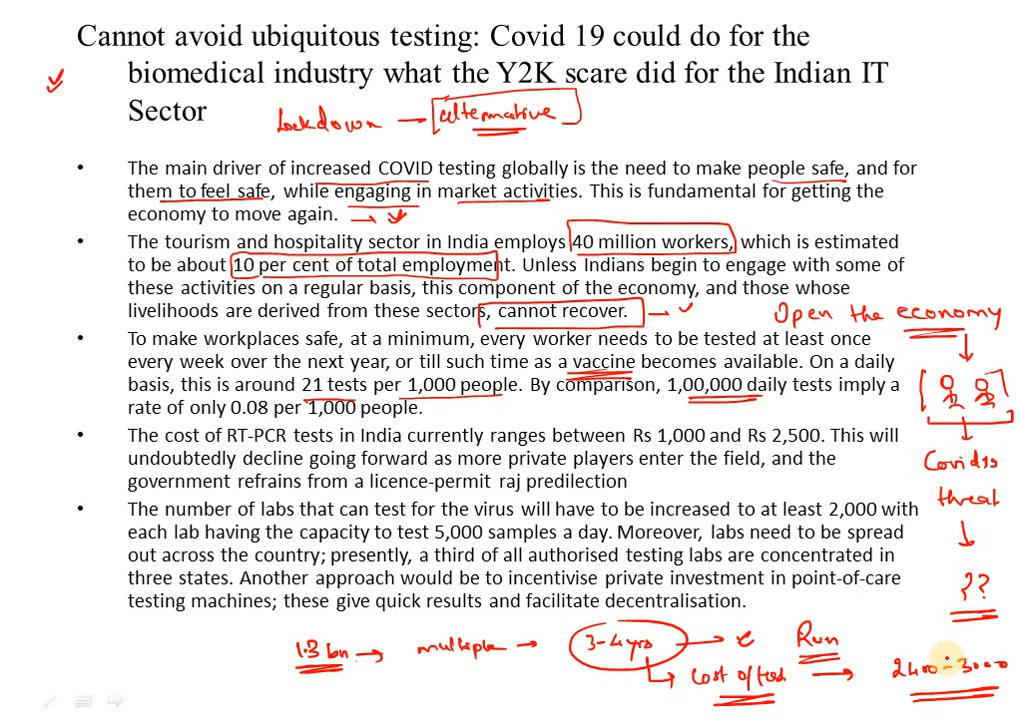 Cannot avoid ubiquitous testing: Covid 19 could do for the
biomedical industry what the Y2K scare did for the Indian IT
Sector
Lockdown → [alternative]
• The main driver of increased COVID testing globally is the need to make people safe, and for
them to feel safe, while engaging in market activities. This is fundamental for getting the
economy to move again.
• The tourism and hospitality sector in India employs 40 million workers, which is estimated
to be about 10 per cent of total employment. Unless Indians begin to engage with some of
these activities on a regular basis, this component of the economy, and those whose
livelihoods are derived from these sectors, cannot recover.
Open the economy
• To make workplaces safe, at a minimum, every worker needs to be tested at least once
every week over the next year, or till such time as a vaccine becomes available. On a daily
basis, this is around 21 tests per 1,000 people. By comparison, 1,00,000 daily tests imply a
rate of only 0.08 per 1,000 people.
• The cost of RT-PCR tests in India currently ranges between Rs 1,000 and Rs 2,500. This will
undoubtedly decline going forward as more private players enter the field, and the
government refrains from a licence-permit raj predilection
Covid19
threat
• The number of labs that can test for the virus will have to be increased to at least 2,000 with
each lab having the capacity to test 5,000 samples a day. Moreover, labs need to be spread
out across the country; presently, a third of all authorised testing labs are concentrated in
three states. Another approach would be to incentivise private investment in point-of-care
testing machines; these give quick results and facilitate decentralisation.
??
1.3 bn → multiple → 3-4 yrs → Run
Cost of → 2400 - 3000